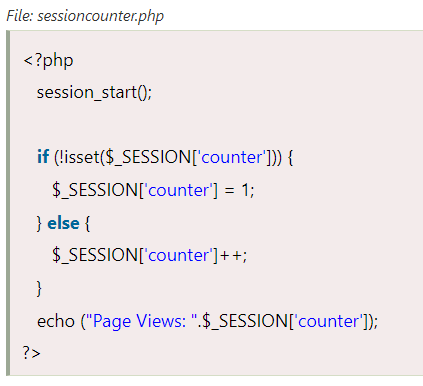 File: sessioncounter.php
<?php
session_start();
if (!isset($_SESSION['counter'])) {
$_SESSION['counter'] = 1;
} else {
$_SESSION['counter']++;
}
echo ("Page Views: ".$_SESSION['counter']);
?>